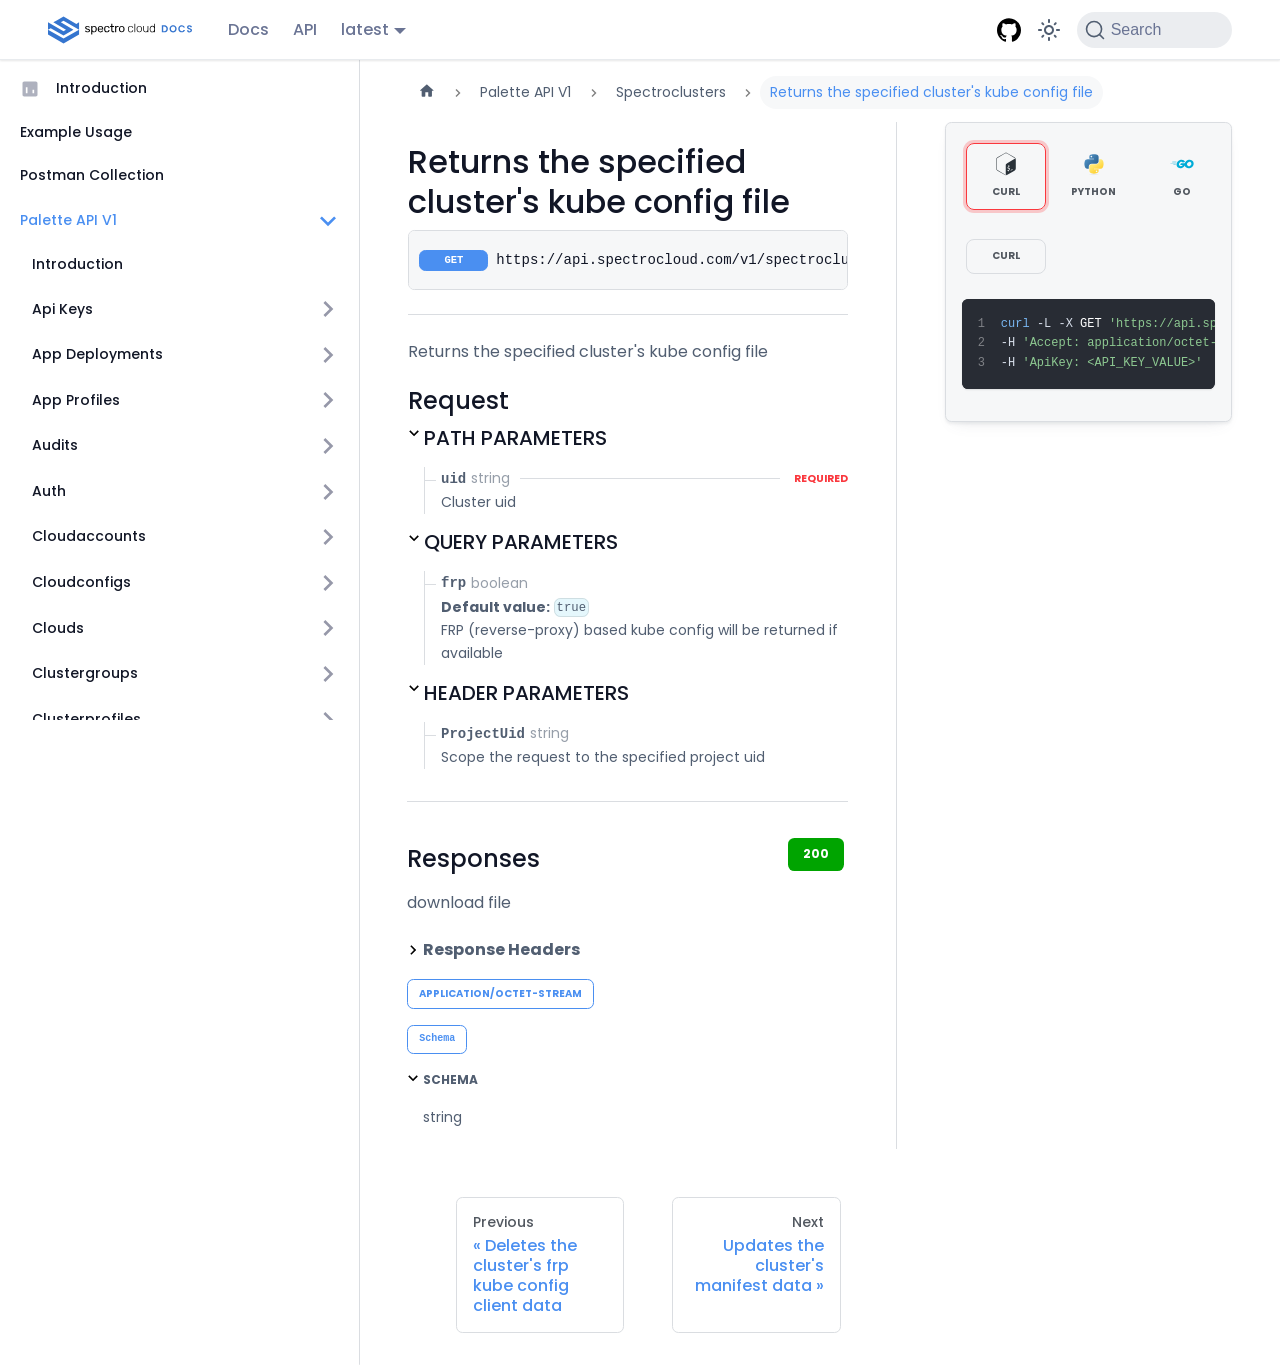 spectro cloud DOCS
Docs
API
latest
Search
Introduction
Example Usage
Postman Collection
Palette API V1
Introduction
Api Keys
App Deployments
App Profiles
Audits
Auth
Cloudaccounts
Cloudconfigs
Clouds
Clustergroups
Clusterprofiles
Palette API V1
Spectroclusters
Returns the specified cluster's kube config file
Returns the specified
cluster's kube config file
GET https://api.spectrocloud.com/v1/spectroclu
Returns the specified cluster's kube config file
Request
PATH PARAMETERS
uid string REQUIRED
Cluster uid
QUERY PARAMETERS
frp boolean
Default value: true
FRP (reverse-proxy) based kube config will be returned if
available
HEADER PARAMETERS
ProjectUid string
Scope the request to the specified project uid
Responses
200
download file
Response Headers
APPLICATION/OCTET-STREAM
Schema
SCHEMA
string
CURL
PYTHON
GO
GO
CURL
1 curl -L -X GET 'https://api.sp
2 -H 'Accept: application/octet-
3 -H 'ApiKey: <API_KEY_VALUE>'
Previous
« Deletes the
cluster's frp
kube config
client data
Next
Updates the
cluster's
manifest data »